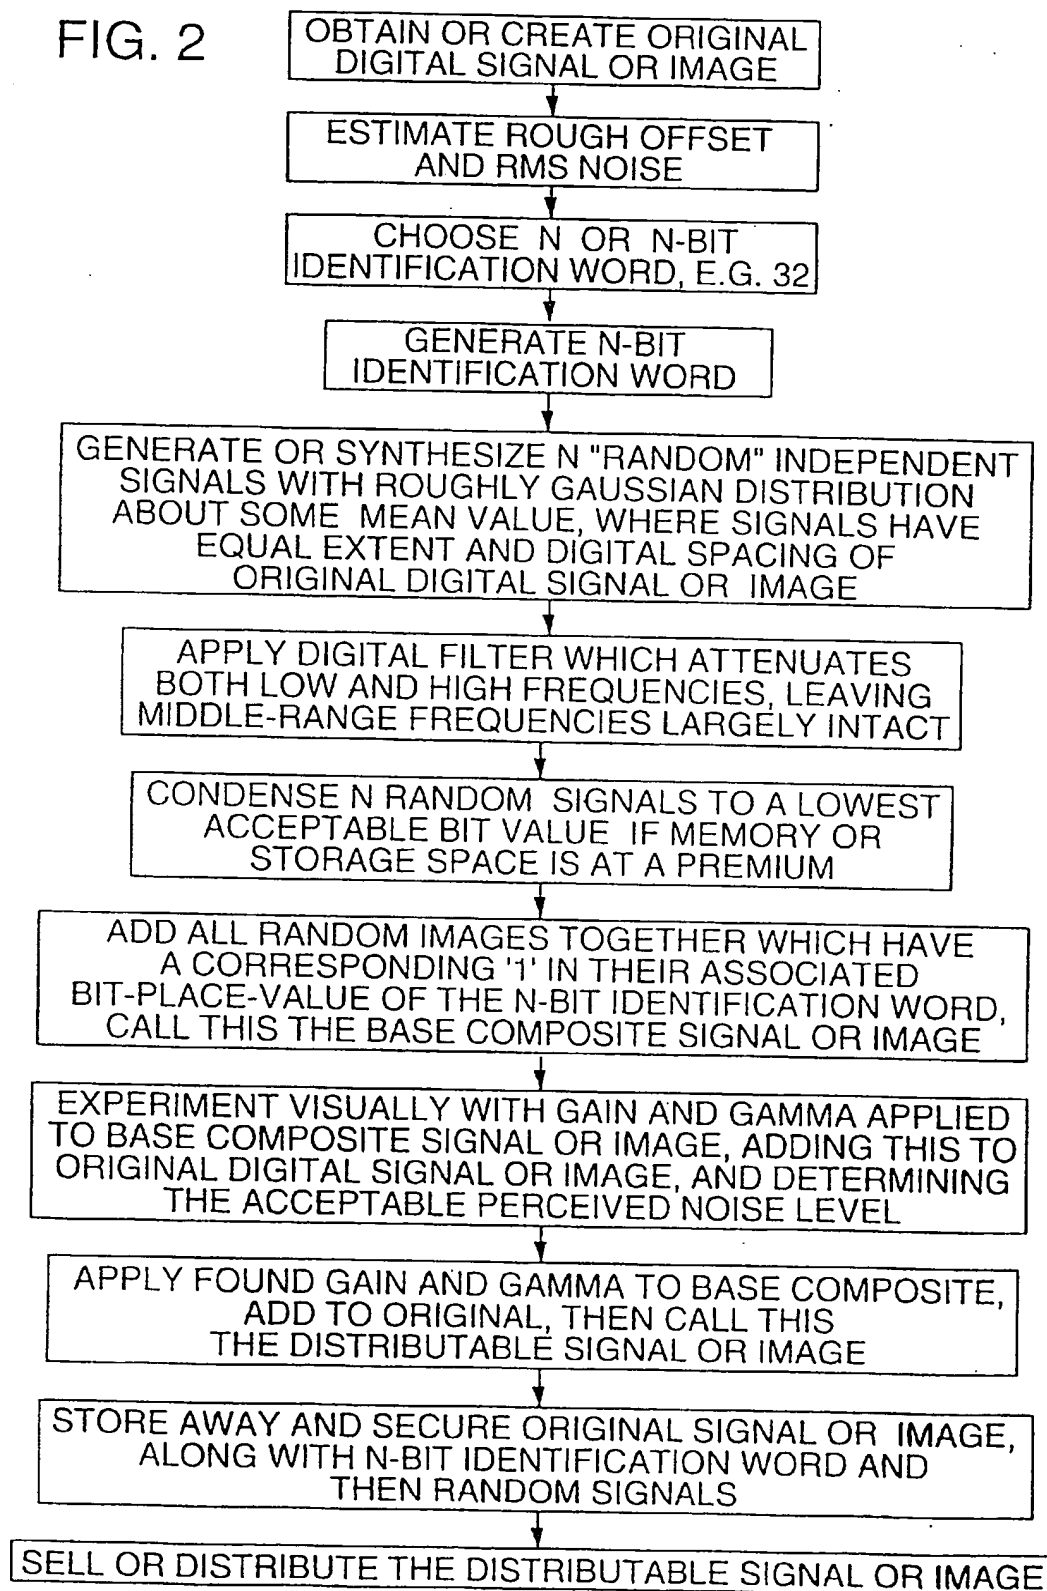 FIG. 2
OBTAIN OR CREATE ORIGINAL
DIGITAL SIGNAL OR IMAGE
ESTIMATE ROUGH OFFSET
AND RMS NOISE
CHOOSE N OR N-BIT
IDENTIFICATION WORD, E.G. 32
GENERATE N-BIT
IDENTIFICATION WORD
GENERATE OR SYNTHESIZE N "RANDOM" INDEPENDENT
SIGNALS WITH ROUGHLY GAUSSIAN DISTRIBUTION
ABOUT SOME MEAN VALUE, WHERE SIGNALS HAVE
EQUAL EXTENT AND DIGITAL SPACING OF
ORIGINAL DIGITAL SIGNAL OR IMAGE
APPLY DIGITAL FILTER WHICH ATTENUATES
BOTH LOW AND HIGH FREQUENCIES, LEAVING
MIDDLE-RANGE FREQUENCIES LARGELY INTACT
CONDENSE N RANDOM SIGNALS TO A LOWEST
ACCEPTABLE BIT VALUE IF MEMORY OR
STORAGE SPACE IS AT A PREMIUM
ADD ALL RANDOM IMAGES TOGETHER WHICH HAVE
A CORRESPONDING '1' IN THEIR ASSOCIATED
BIT-PLACE-VALUE OF THE N-BIT IDENTIFICATION WORD,
CALL THIS THE BASE COMPOSITE SIGNAL OR IMAGE
EXPERIMENT VISUALLY WITH GAIN AND GAMMA APPLIED
TO BASE COMPOSITE SIGNAL OR IMAGE, ADDING THIS TO
ORIGINAL DIGITAL SIGNAL OR IMAGE, AND DETERMINING
THE ACCEPTABLE PERCEIVED NOISE LEVEL
APPLY FOUND GAIN AND GAMMA TO BASE COMPOSITE,
ADD TO ORIGINAL, THEN CALL THIS
THE DISTRIBUTABLE SIGNAL OR IMAGE
STORE AWAY AND SECURE ORIGINAL SIGNAL OR IMAGE,
ALONG WITH N-BIT IDENTIFICATION WORD AND
THEN RANDOM SIGNALS
SELL OR DISTRIBUTE THE DISTRIBUTABLE SIGNAL OR IMAGE